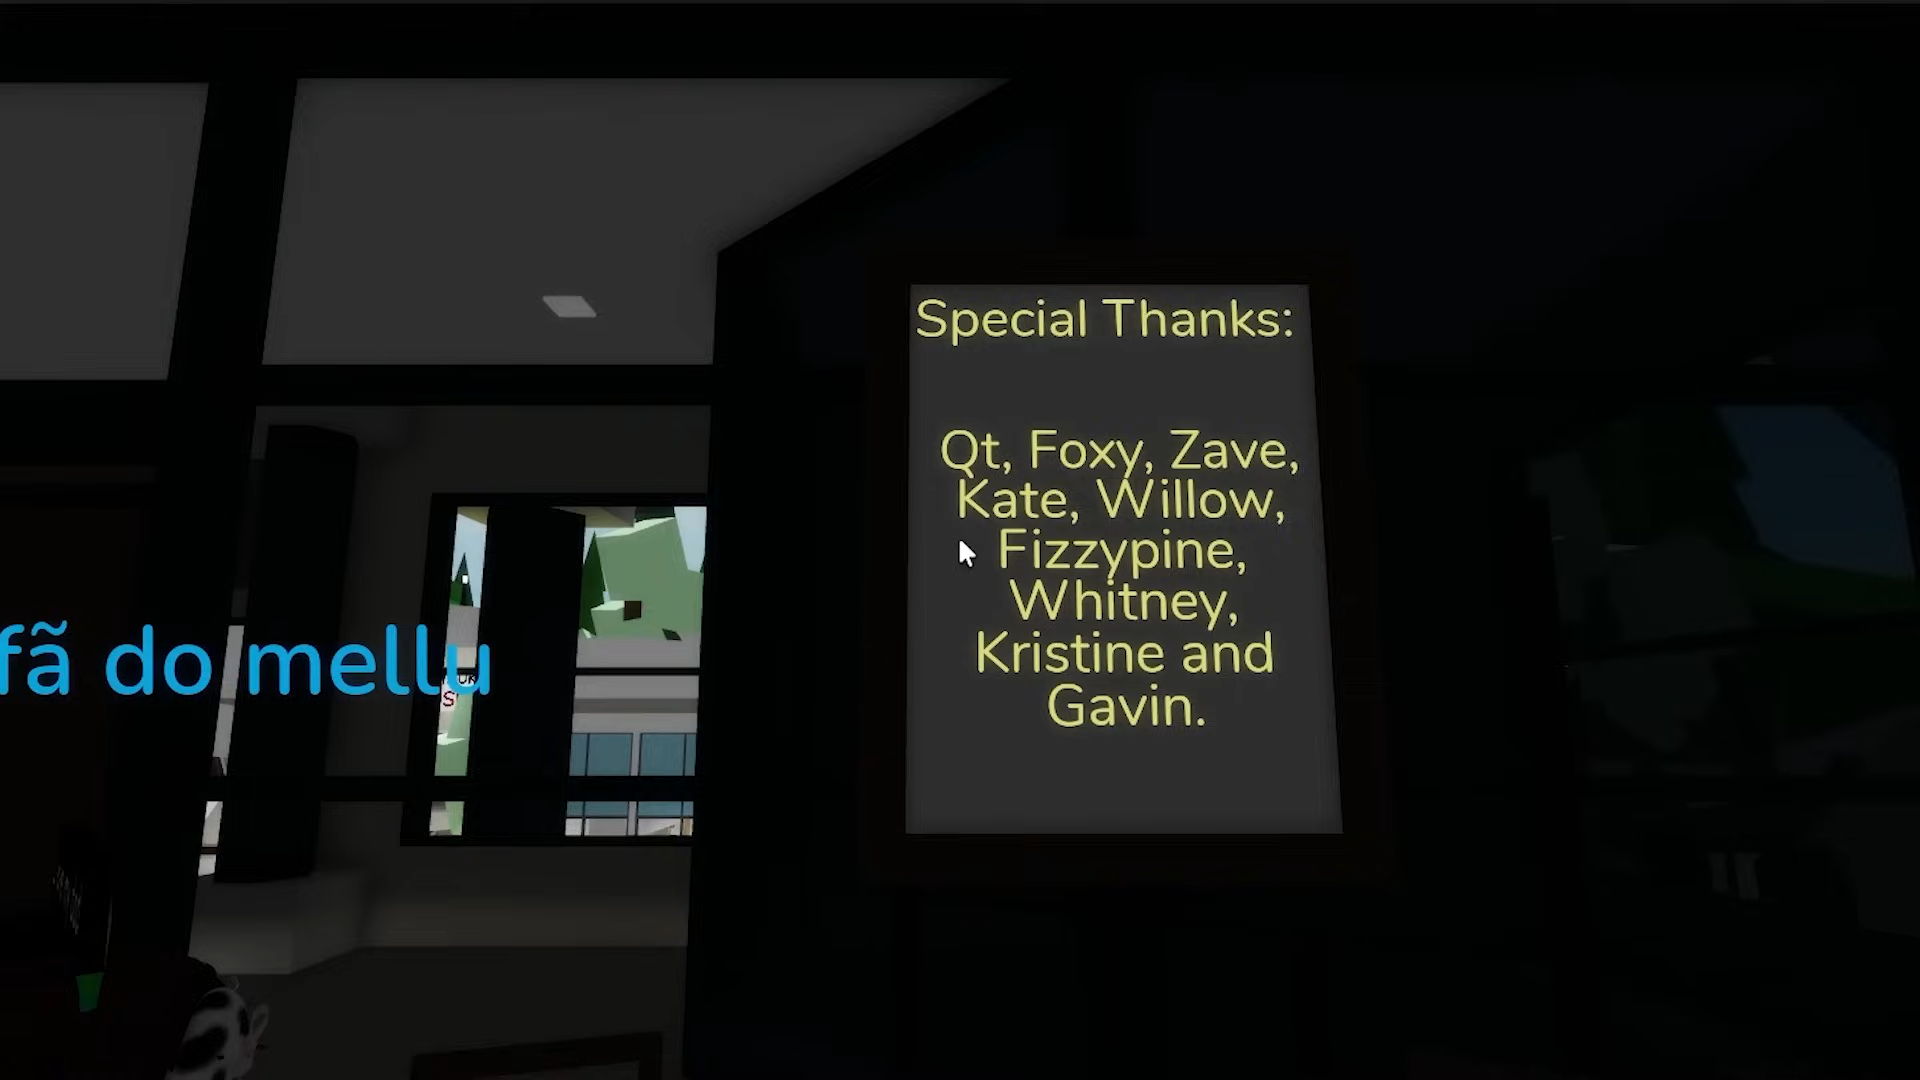 Special Thanks:
Qt, Foxy, Zave,
Kate, Willow,
Fizzypine,
Whitney,
Kristine and
Gavin.
fã do mellu